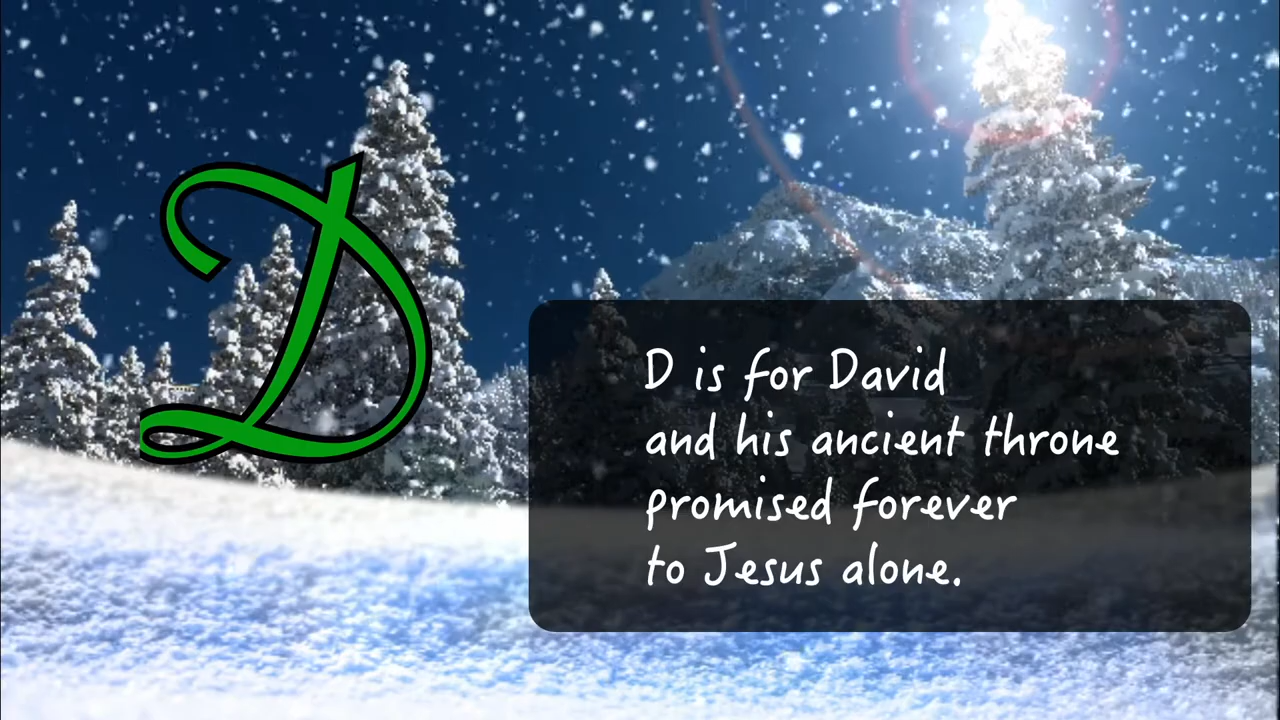 D
D is for David
and his ancient throne
promised forever
to Jesus alone.